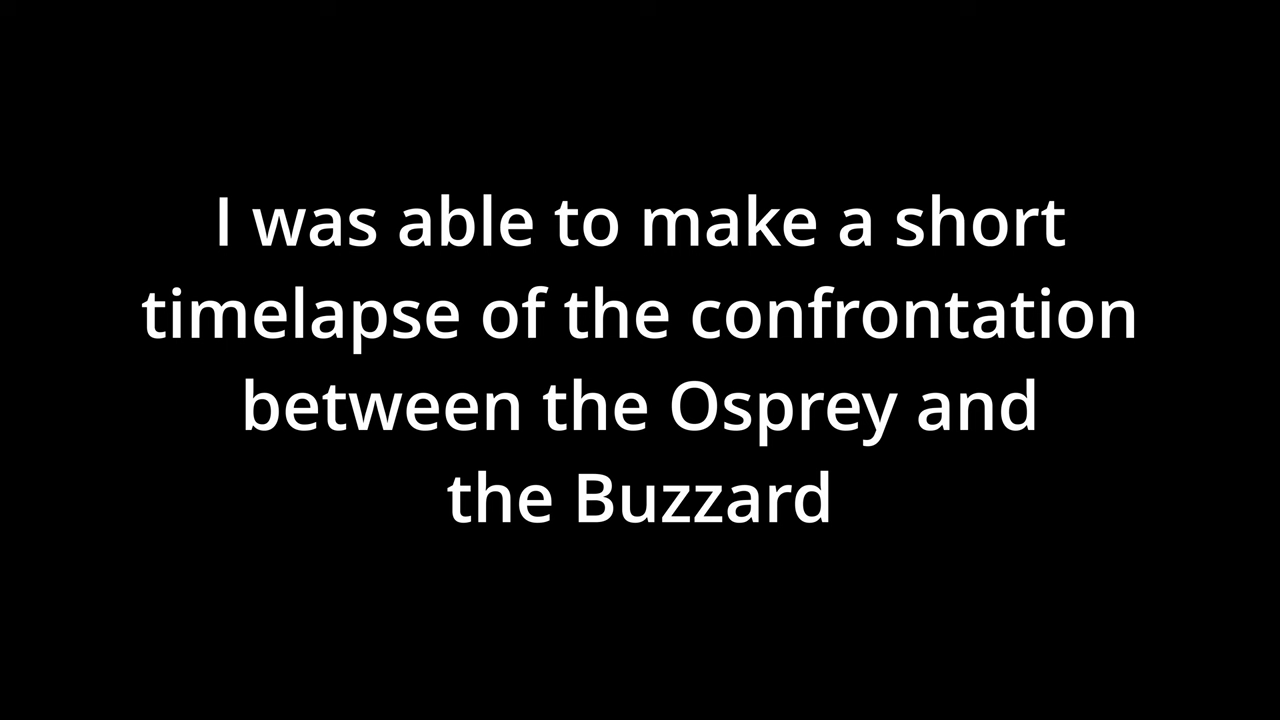 I was able to make a short
timelapse of the confrontation
between the Osprey and
the Buzzard